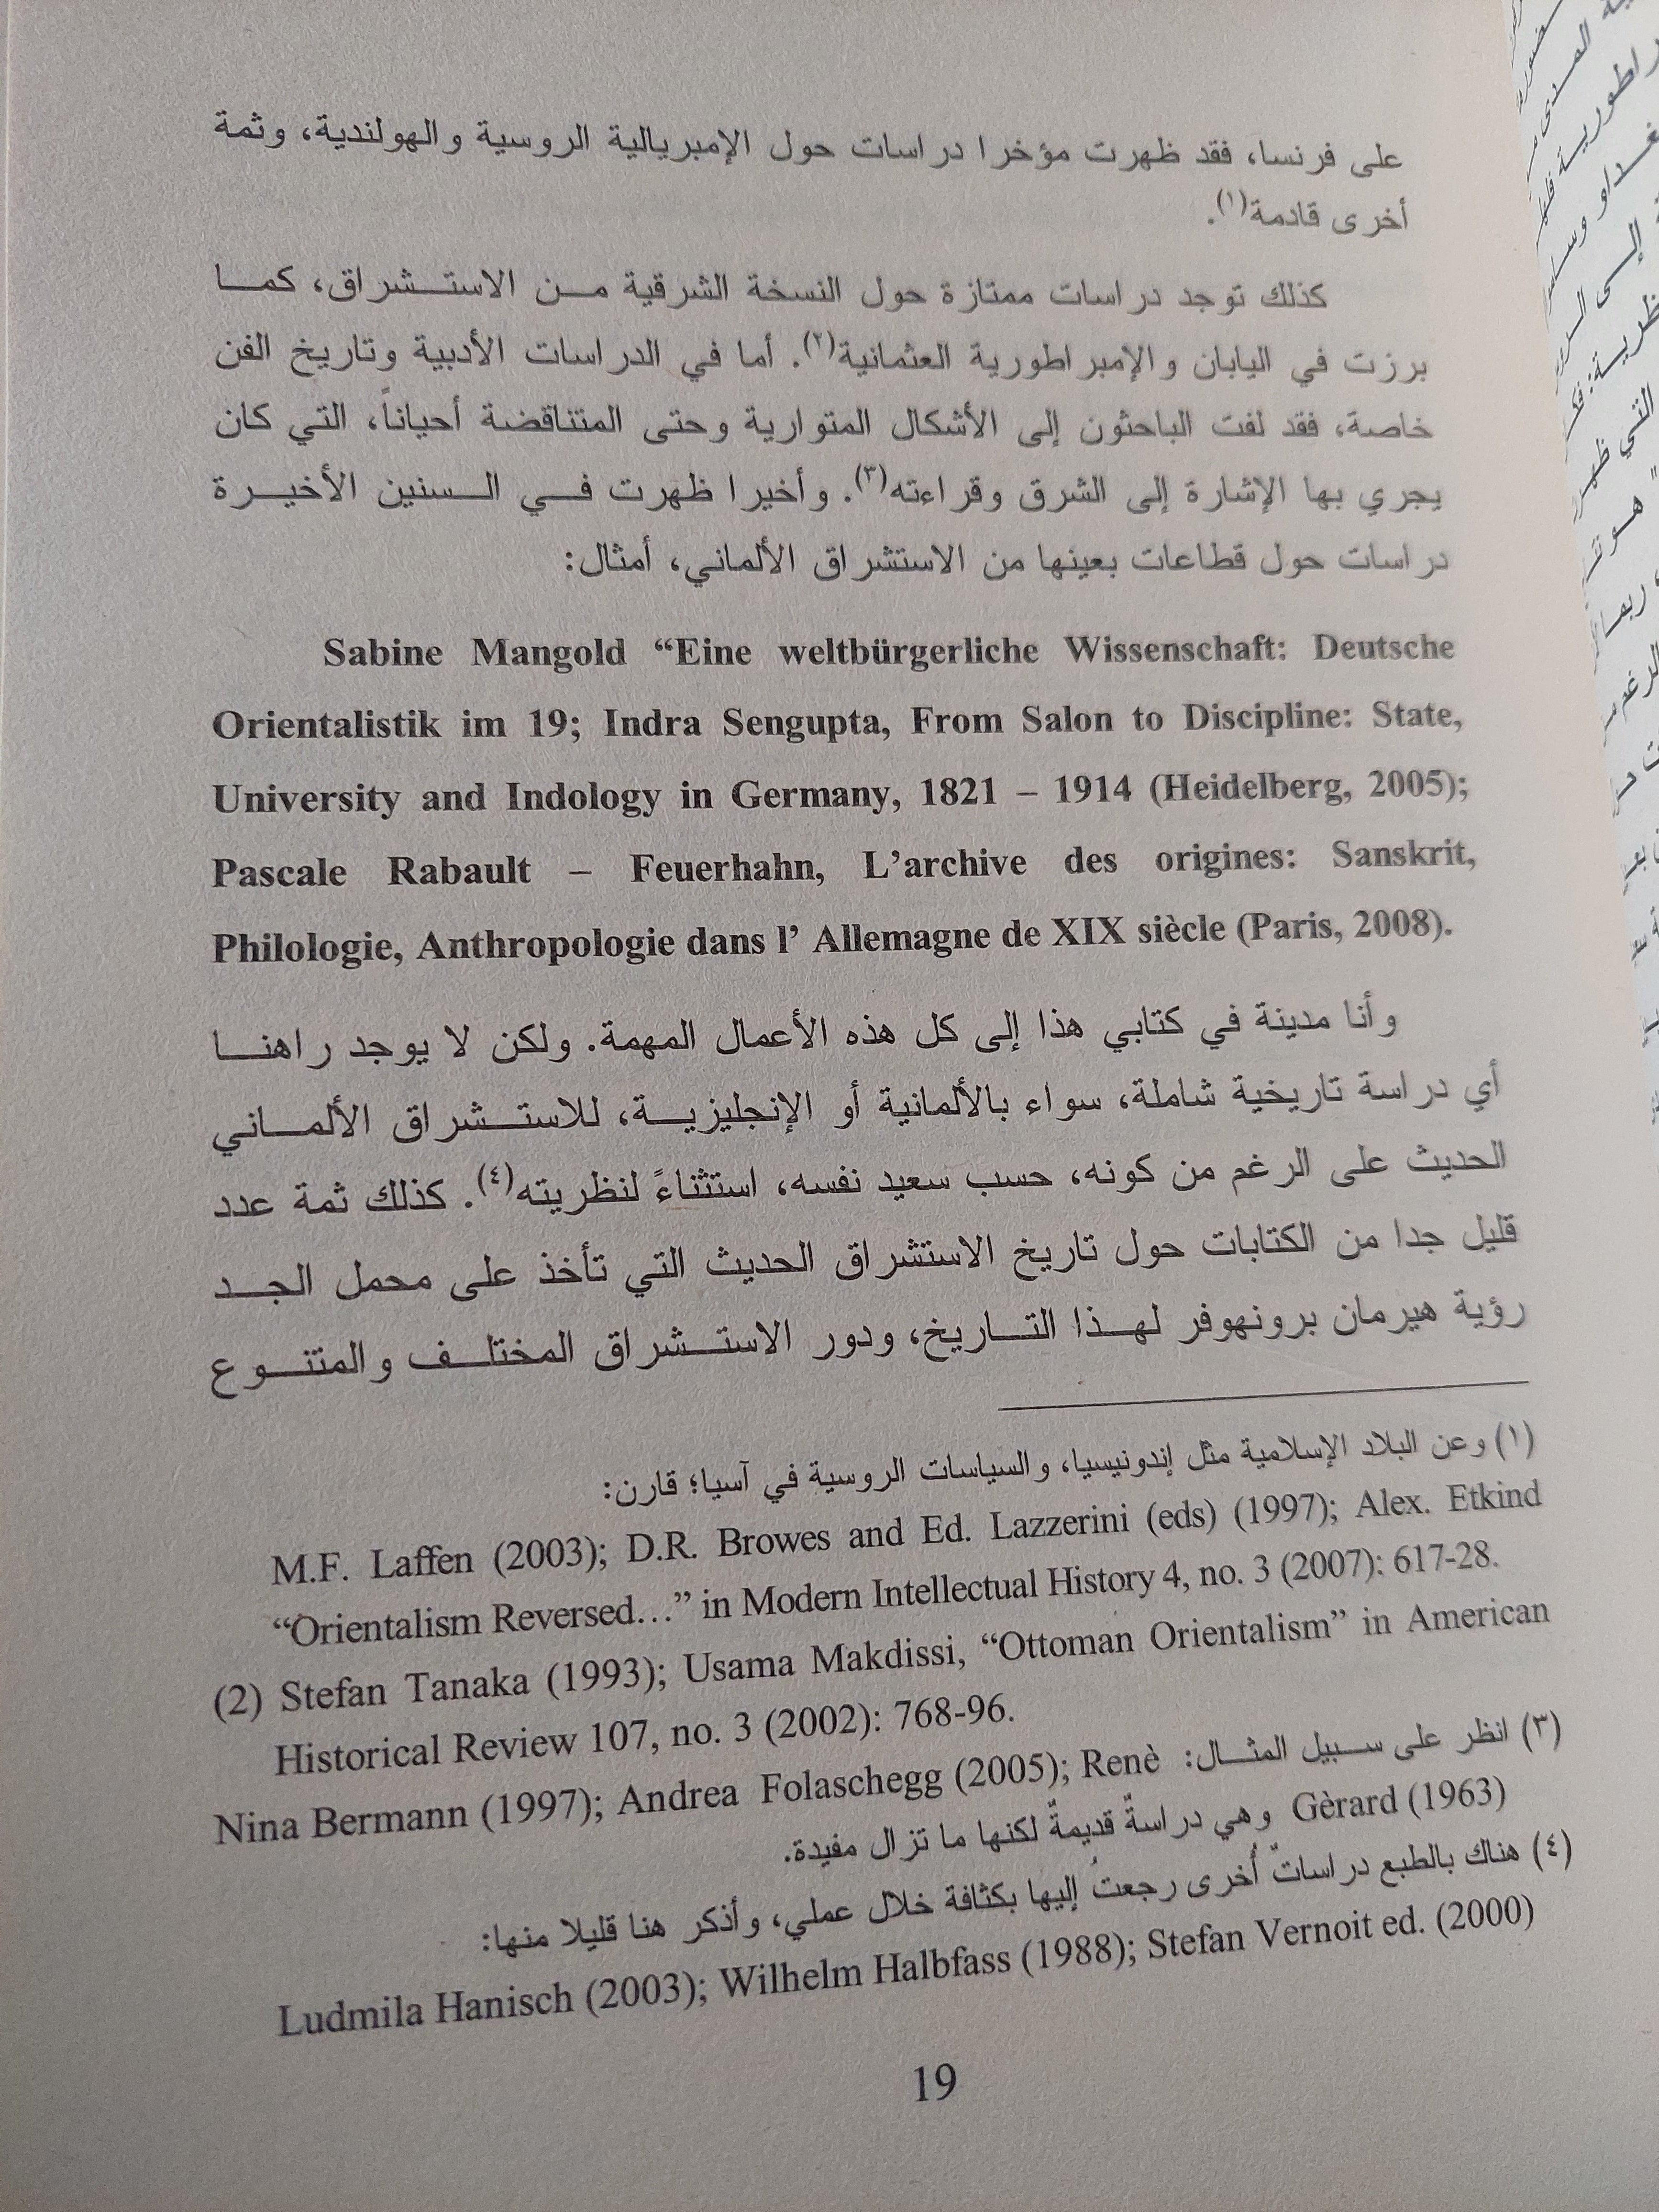 على فرنسا، فقد ظهرت مؤخرا دراسات حول الإمبريالية الروسية والهولندية، وثمة
أخرى قادمة(١).
كذلك توجد دراسات ممتازة حول النسخة الشرقية من الاستشراق، كما
برزت في اليابان والإمبراطورية العثمانية(٢). أما في الدراسات الأدبية وتاريخ الفن
خاصة، فقد لفت الباحثون إلى الأشكال المتوارية وحتى المتناقضة أحياناً، التي كان
يجري بها الإشارة إلى الشرق وقراءته(٣). وأخيرا ظهرت في السنين الأخيرة
دراسات حول قطاعات بعينها من الاستشراق الألماني، أمثال:
Sabine Mangold “Eine weltbürgerliche Wissenschaft: Deutsche
Orientalistik im 19; Indra Sengupta, From Salon to Discipline: State,
University and Indology in Germany, 1821 – 1914 (Heidelberg, 2005);
Pascale Rabault – Feuerhahn, L’archive des origines: Sanskrit,
Philologie, Anthropologie dans l’ Allemagne de XIX siècle (Paris, 2008).
وأنا مدينة في كتابي هذا إلى كل هذه الأعمال المهمة. ولكن لا يوجد راهنا
أي دراسة تاريخية شاملة، سواء بالألمانية أو الإنجليزية، للاستشراق الألماني
الحديث على الرغم من كونه، حسب سعيد نفسه، استثناءً لنظريته(٤). كذلك ثمة عدد
قليل جدا من الكتابات حول تاريخ الاستشراق الحديث التي تأخذ على محمل الجد
رؤية هيرمان برونهوفر لهذا التاريخ، ودور الاستشراق المختلف والمتنوع
(١) وعن البلاد الإسلامية مثل إندونيسيا، والسياسات الروسية في آسيا؛ قارن:
M.F. Laffen (2003); D.R. Browes and Ed. Lazzerini (eds) (1997); Alex. Etkind
“Orientalism Reversed…” in Modern Intellectual History 4, no. 3 (2007): 617-28.
(2) Stefan Tanaka (1993); Usama Makdissi, “Ottoman Orientalism” in American
Historical Review 107, no. 3 (2002): 768-96.
(٣) انظر على سبيل المثال: Nina Bermann (1997); Andrea Folaschegg (2005); Renè
Gèrard (1963) وهي دراسةٌ قديمةٌ لكنها ما تزال مفيدة.
(٤) هناك بالطبع دراساتٌ أُخرى رجعتُ إليها بكثافة خلال عملي، وأذكر هنا قليلا منها:
Ludmila Hanisch (2003); Wilhelm Halbfass (1988); Stefan Vernoit ed. (2000)
19